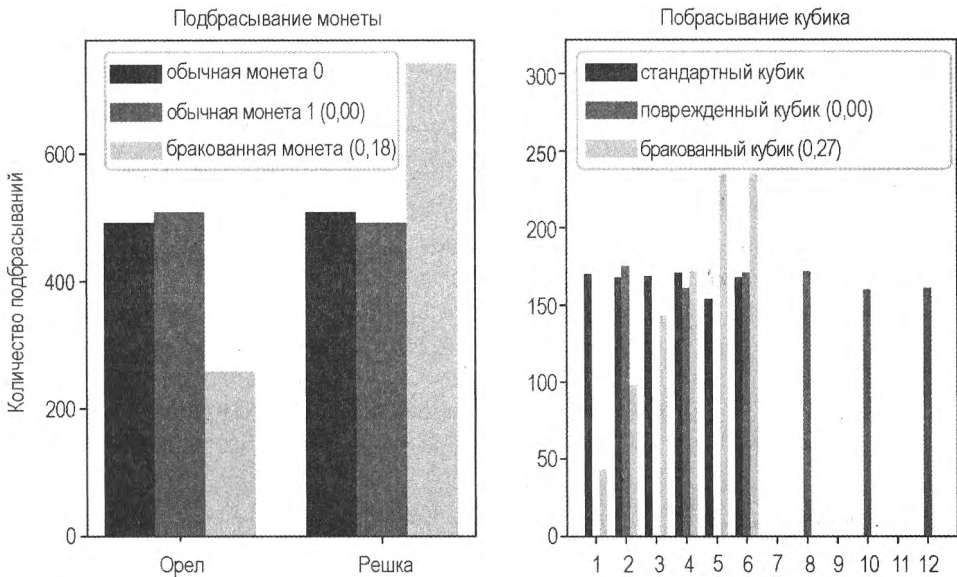 Подбрасывание монеты
обычная монета 0
обычная монета 1 (0,00)
бракованная монета (0,18)
Количество подбрасываний
600
400
200
0
Орел Решка
Побрасывание кубика
стандартный кубик
поврежденный кубик (0,00)
бракованный кубик (0,27)
300
250
200
150
100
50
0
1 2 3 4 5 6 7 8 9 10 11 12